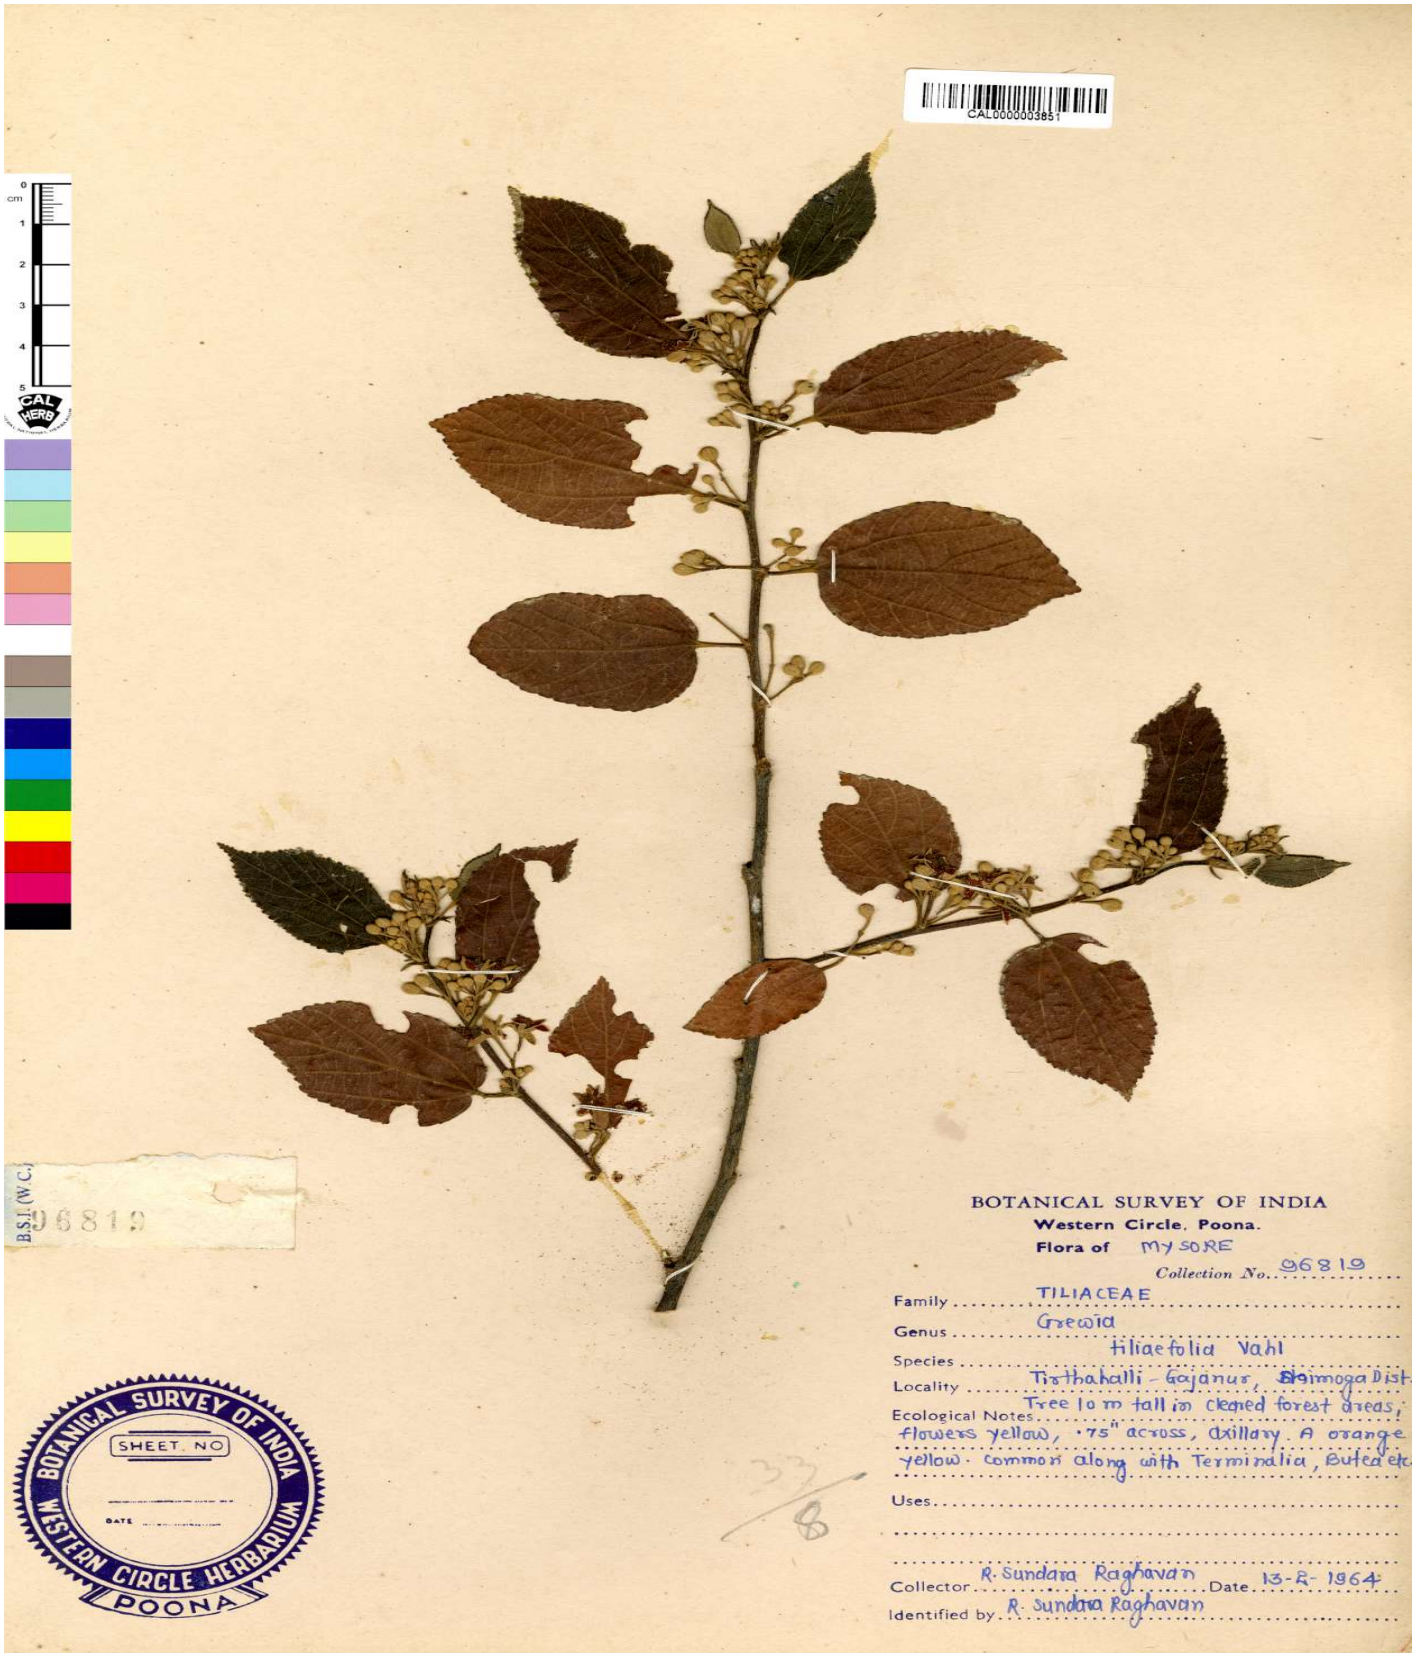 CAL0000003851
0
cm
1
2
3
4
5
CAL
HERB
B.S.I. (W.C.)
96819
BOTANICAL SURVEY OF INDIA
Western Circle, Poona.
Flora of MYSORE
Collection No. 96819
Family TILIACEAE
Genus Grewia
Species tiliaefolia Vahl
Locality Tirthahalli - Gajanur, Shimoga Dist.
Ecological Notes Tree 10 m tall in cleared forest areas;
flowers yellow, .75" across, axillary. A orange
yellow. common along with Terminalia, Butea etc.
Uses
Collector R. Sundara Raghavan Date 13-2-1964
Identified by R. Sundara Raghavan
BOTANICAL SURVEY OF INDIA
SHEET. NO
DATE
WESTERN CIRCLE HERBARIUM
POONA
33/8